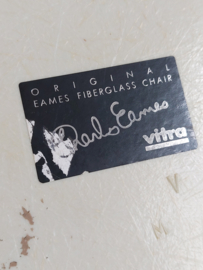 ORIGINAL
EAMES FIBERGLASS CHAIR
Charles Eames
vitra.